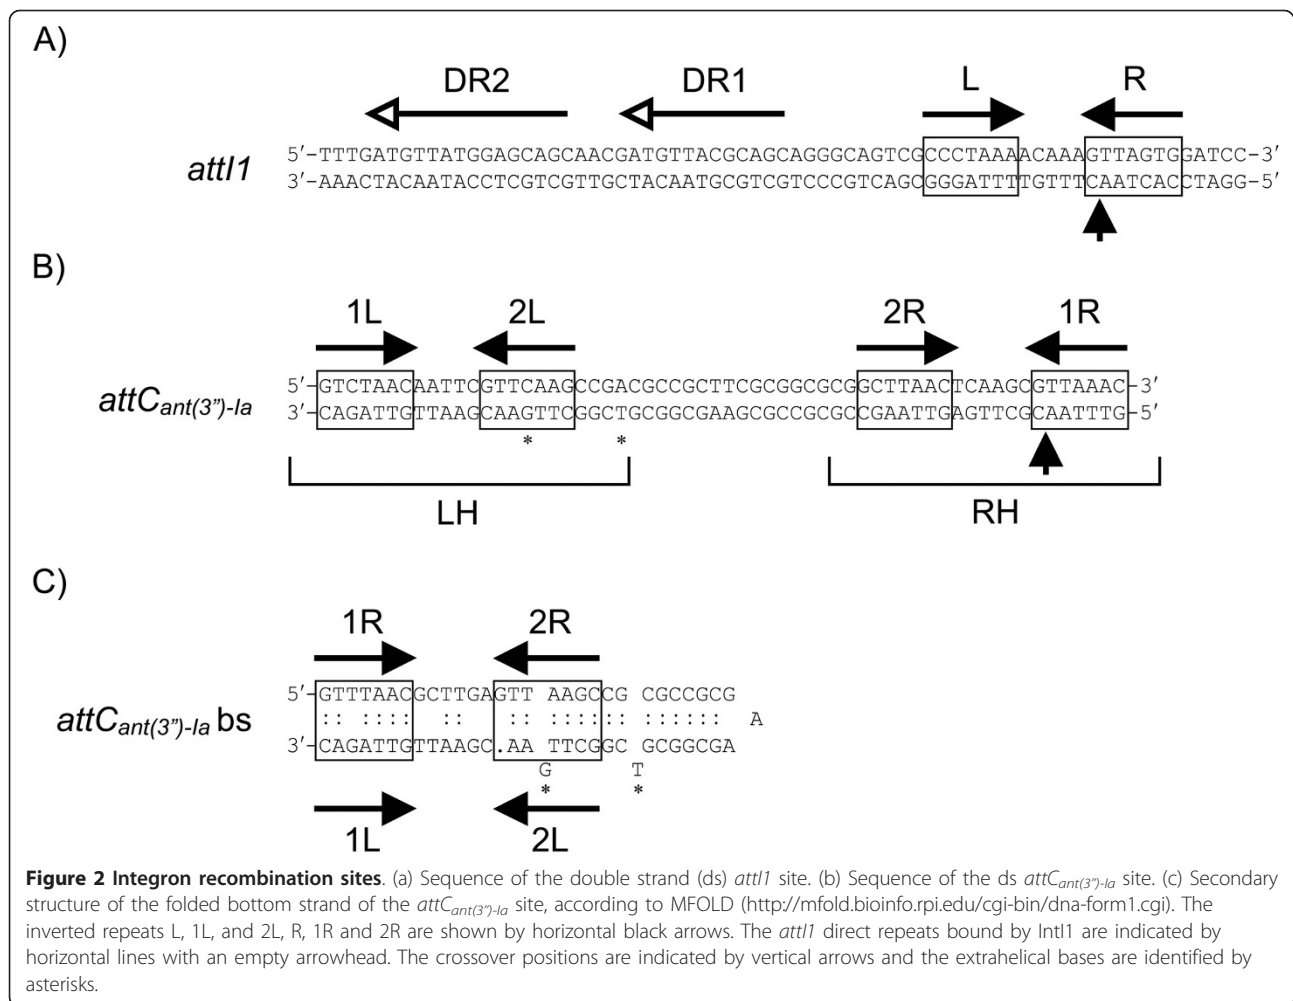 A)
DR2 DR1 L R
attI1 5′-TTTGATGTTATGGAGCAGCAACGATGTTACGCAGCAGGGCAGTCGCCCTAAAACAAAGTTAGTGGATCC-3′
3′-AAACTACAATACCTCGTCGTTGCTACAATGCGTCGTCCCGTCAGCGGGATTTTGTTTCAATCACCTAGG-5′
B)
1L 2L 2R 1R
attCant(3")-Ia 5′-GTCTAACAATTCGTTCAAGCCGACGCCGCTTCGCGGCGCGGCTTAACTCAAGCGTTAAAC-3′
3′-CAGATTGTTAAGCAAGTTCGGCTGCGGCGAAGCGCCGCGCCGAATTGAGTTCGCAATTTG-5′
* *
LH RH
C)
1R 2R
5′-GTTTAACGCTTGAGTT AAGCCG CGCCGCG
attCant(3")-Ia bs :: :::: :: :: :::::: :::::: A
3′-CAGATTGTTAAGC.AA TTCGGC GCGGCGA
G T
* *
1L 2L
Figure 2 Integron recombination sites. (a) Sequence of the double strand (ds) attI1 site. (b) Sequence of the ds attCant(3")-Ia site. (c) Secondary
structure of the folded bottom strand of the attCant(3")-Ia site, according to MFOLD (http://mfold.bioinfo.rpi.edu/cgi-bin/dna-form1.cgi). The
inverted repeats L, 1L, and 2L, R, 1R and 2R are shown by horizontal black arrows. The attI1 direct repeats bound by IntI1 are indicated by
horizontal lines with an empty arrowhead. The crossover positions are indicated by vertical arrows and the extrahelical bases are identified by
asterisks.